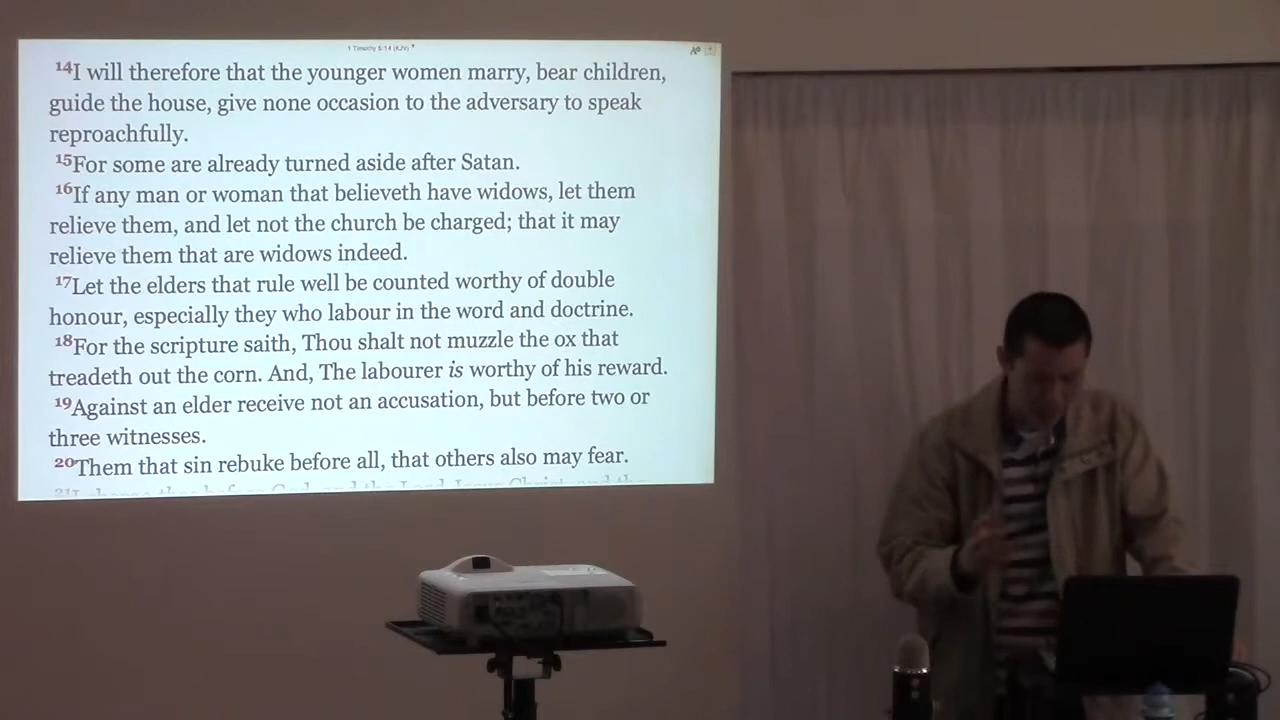 1 Timothy 5:14 (KJV)
14I will therefore that the younger women marry, bear children,
guide the house, give none occasion to the adversary to speak
reproachfully.
15For some are already turned aside after Satan.
16If any man or woman that believeth have widows, let them
relieve them, and let not the church be charged; that it may
relieve them that are widows indeed.
17Let the elders that rule well be counted worthy of double
honour, especially they who labour in the word and doctrine.
18For the scripture saith, Thou shalt not muzzle the ox that
treadeth out the corn. And, The labourer is worthy of his reward.
19Against an elder receive not an accusation, but before two or
three witnesses.
20Them that sin rebuke before all, that others also may fear.